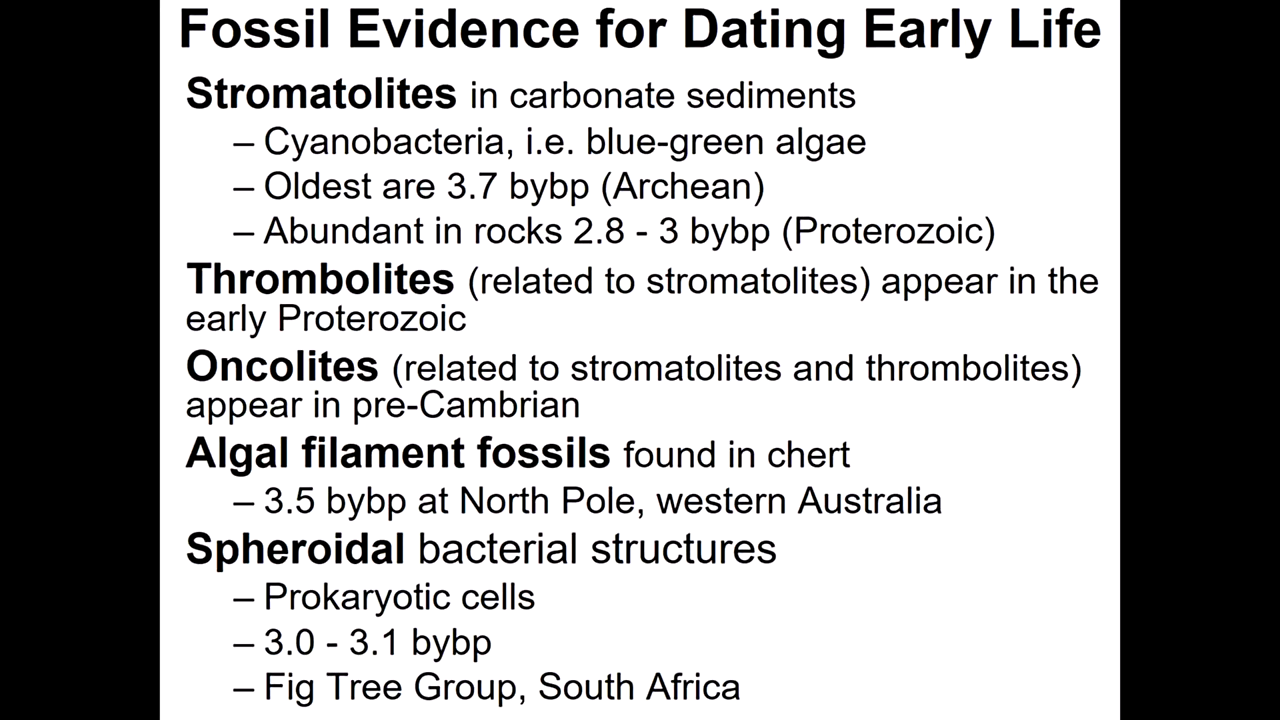 Fossil Evidence for Dating Early Life
Stromatolites in carbonate sediments
– Cyanobacteria, i.e. blue-green algae
– Oldest are 3.7 bybp (Archean)
– Abundant in rocks 2.8 - 3 bybp (Proterozoic)
Thrombolites (related to stromatolites) appear in the
early Proterozoic
Oncolites (related to stromatolites and thrombolites)
appear in pre-Cambrian
Algal filament fossils found in chert
– 3.5 bybp at North Pole, western Australia
Spheroidal bacterial structures
– Prokaryotic cells
– 3.0 - 3.1 bybp
– Fig Tree Group, South Africa